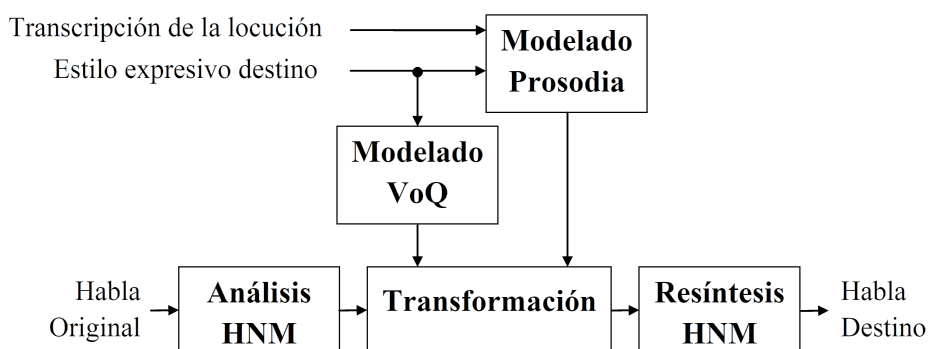 Transcripción de la locución
Estilo expresivo destino
Modelado
Prosodia
Modelado
VoQ
Habla
Original
Análisis
HNM
Transformación
Resíntesis
HNM
Habla
Destino